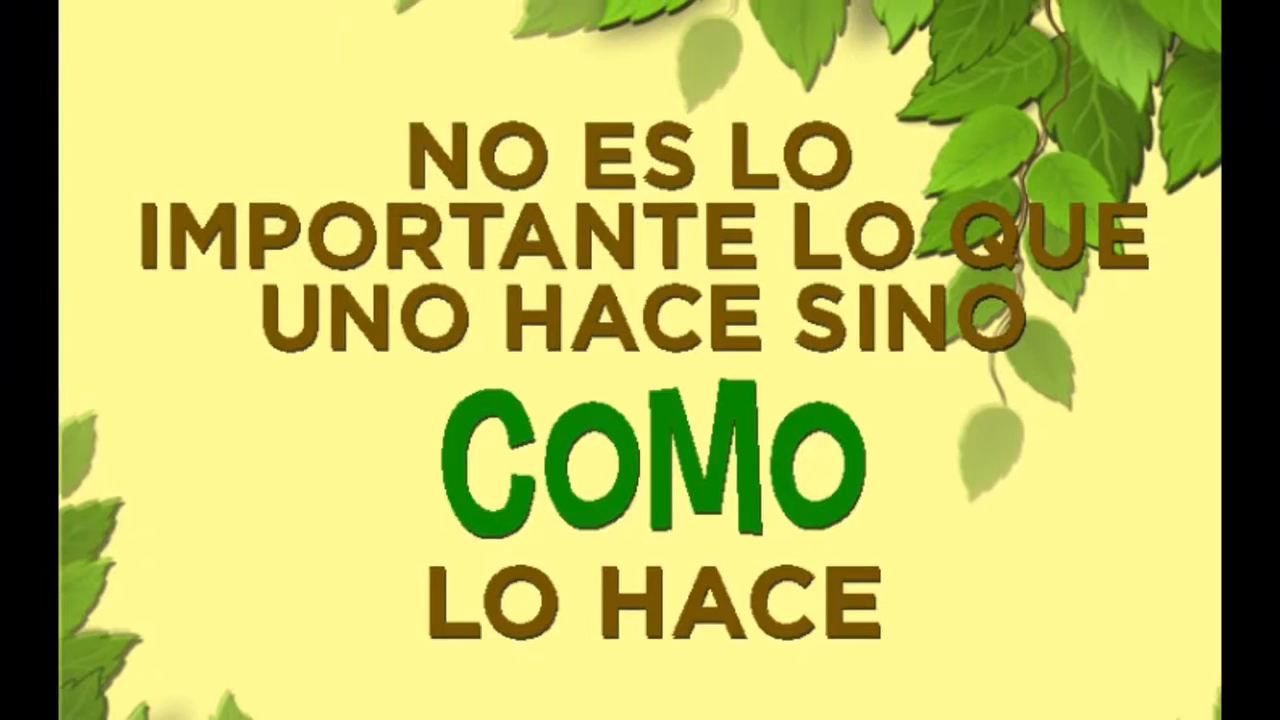 NO ES LO
IMPORTANTE LO QUE
UNO HACE SINO
COMO
LO HACE